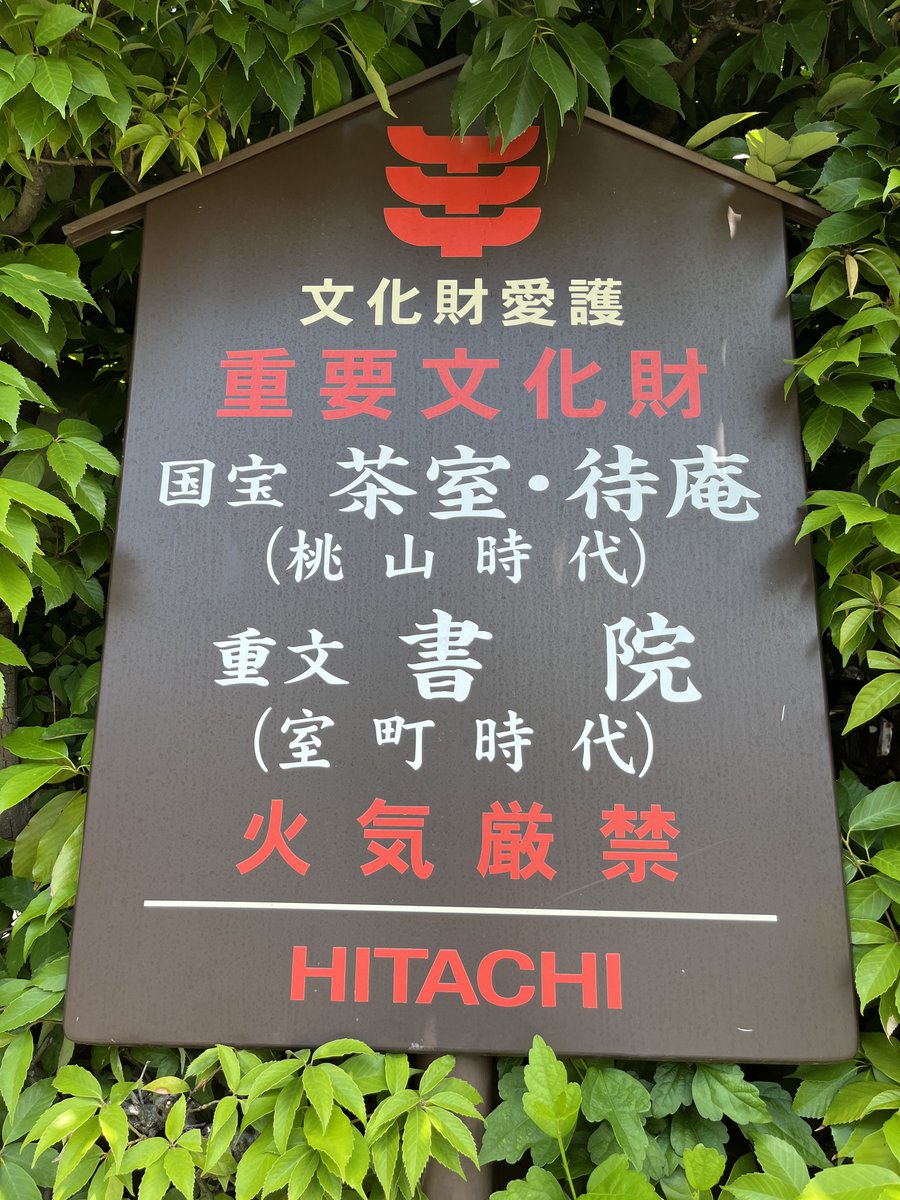 文化財愛護
重要文化財
国宝 茶室・待庵
(桃山時代)
重文 書院
(室町時代)
火気厳禁
HITACHI